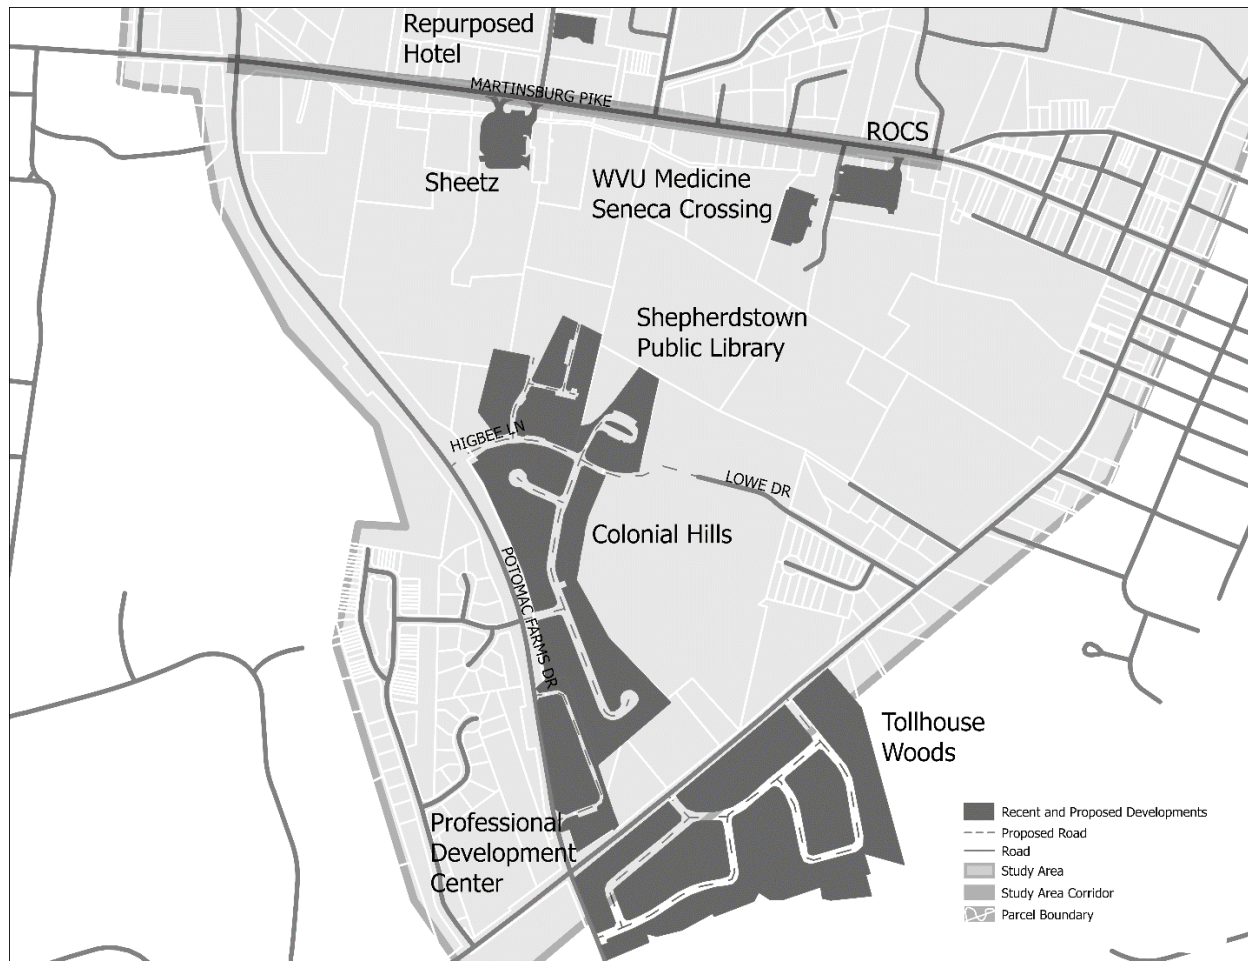 Repurposed
Hotel
MARTINSBURG PIKE
ROCS
Sheetz
WVU Medicine
Seneca Crossing
Shepherdstown
Public Library
HIGBEE LN
LOWE DR
Colonial Hills
POTOMAC FARMS DR
Tollhouse
Woods
Professional
Development
Center
Recent and Proposed Developments
Proposed Road
Road
Study Area
Study Area Corridor
Parcel Boundary